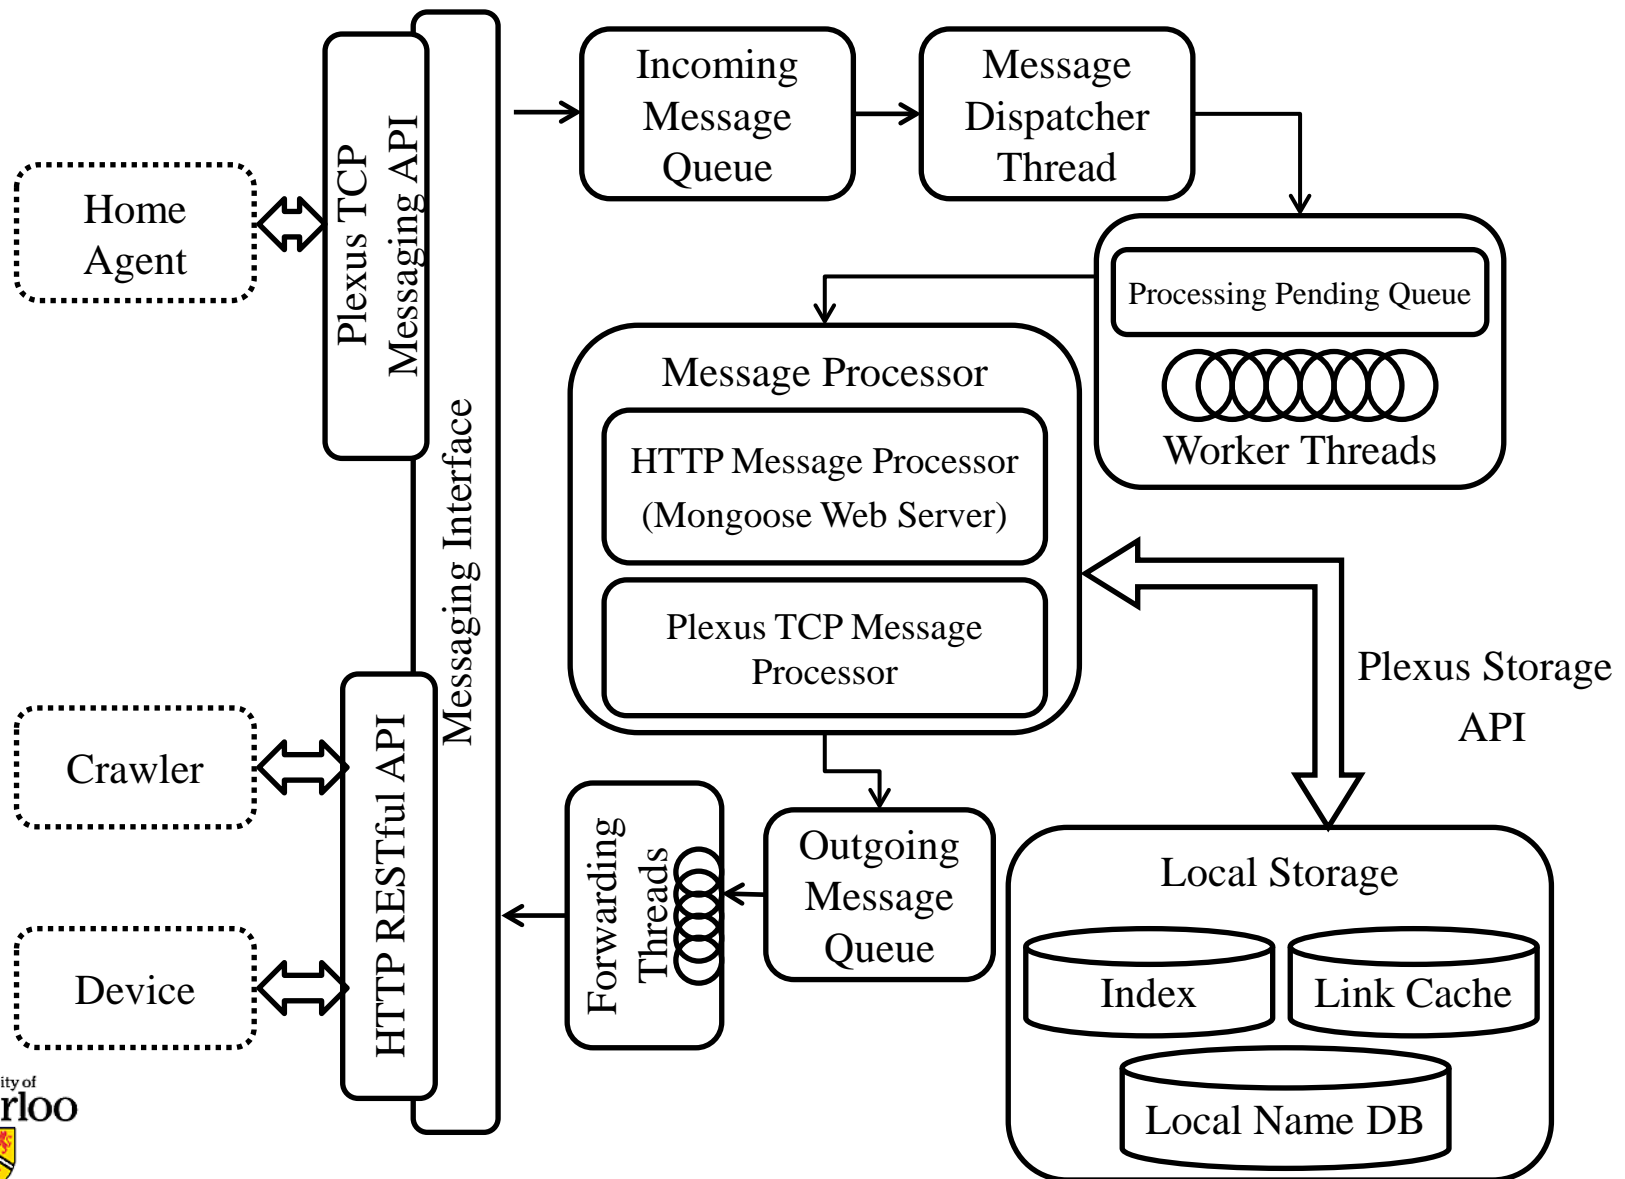 Incoming
Message
Queue
Message
Dispatcher
Thread
Plexus TCP
Messaging API
Home
Agent
Processing Pending Queue
Worker Threads
Message Processor
HTTP Message Processor
(Mongoose Web Server)
Plexus TCP Message
Processor
Messaging Interface
Plexus Storage
API
Crawler
Device
HTTP RESTful API
Forwarding
Threads
Outgoing
Message
Queue
Local Storage
Index
Link Cache
Local Name DB
ity of
rloo